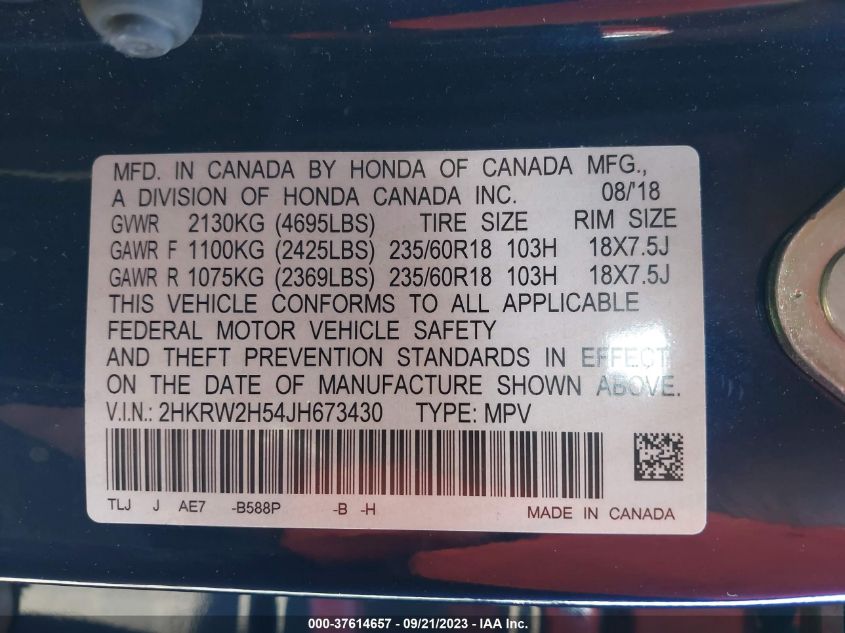 MFD. IN CANADA BY HONDA OF CANADA MFG.,
A DIVISION OF HONDA CANADA INC. 08/'18
GVWR 2130KG (4695LBS) TIRE SIZE RIM SIZE
GAWR F 1100KG (2425LBS) 235/60R18 103H 18X7.5J
GAWR R 1075KG (2369LBS) 235/60R18 103H 18X7.5J
THIS VEHICLE CONFORMS TO ALL APPLICABLE
FEDERAL MOTOR VEHICLE SAFETY
AND THEFT PREVENTION STANDARDS IN EFFECT
ON THE DATE OF MANUFACTURE SHOWN ABOVE.
V.I.N.: 2HKRW2H54JH673430 TYPE: MPV
TLJ J AE7 -B588P -B -H MADE IN CANADA
000-37614657 - 09/21/2023 - IAA Inc.